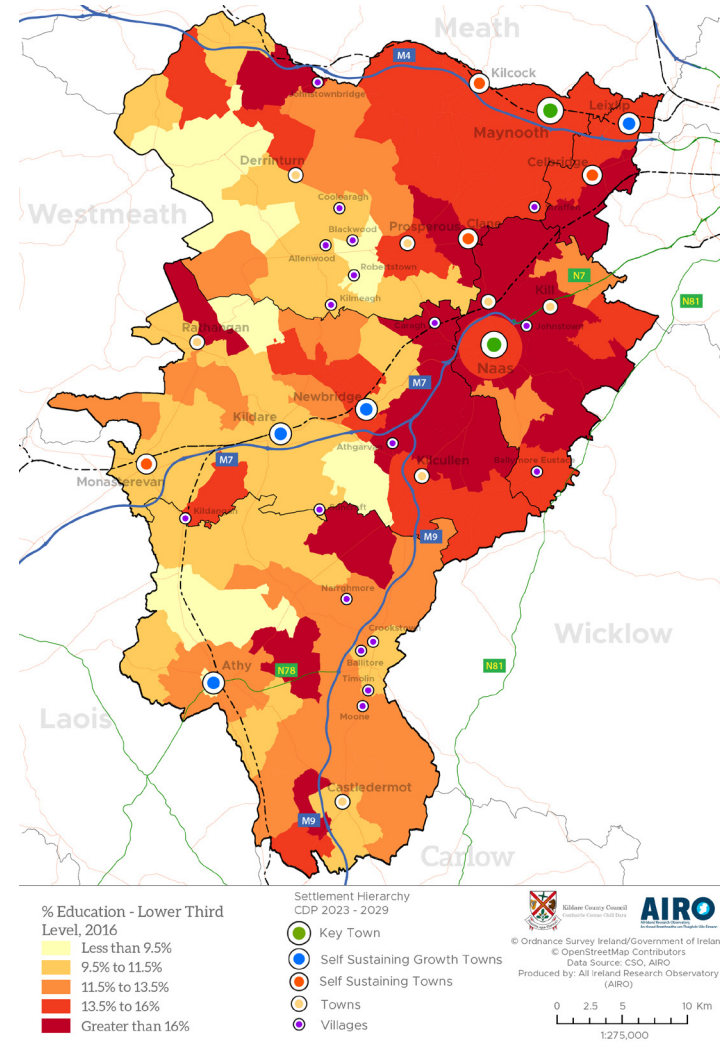 Meath
M4
Kilcock
Johnstownbridge
Leixlip
Maynooth
Derrinturn
Celbridge
Westmeath
Coolearagh
Straffan
Blackwood
Prosperous
Clane
Allenwood
Robertstown
N7
Kilmeagh
Kill
N81
Caragh
Johnstown
Rathangan
Naas
M7
Newbridge
Kildare
Athgarvan
M7
Kilcullen
Ballymore Eustace
Monasterevan
Kildangan
M9
Narrghmore
Wicklow
Crookstown
Athy
N78
Ballitore
N81
Timolin
Laois
Moone
Castledermot
M9
Carlow
% Education - Lower Third
Level, 2016
Less than 9.5%
9.5% to 11.5%
11.5% to 13.5%
13.5% to 16%
Greater than 16%
Settlement Hierarchy
CDP 2023 - 2029
Key Town
Self Sustaining Growth Towns
Self Sustaining Towns
Towns
Villages
Kildare County Council
AIRO
© Ordnance Survey Ireland/Government of Irelan
© OpenStreetMap Contributors
Data Source: CSO, AIRO
Produced by: All Ireland Research Observatory
(AIRO)
0 2.5 5 10 Km
1:275,000